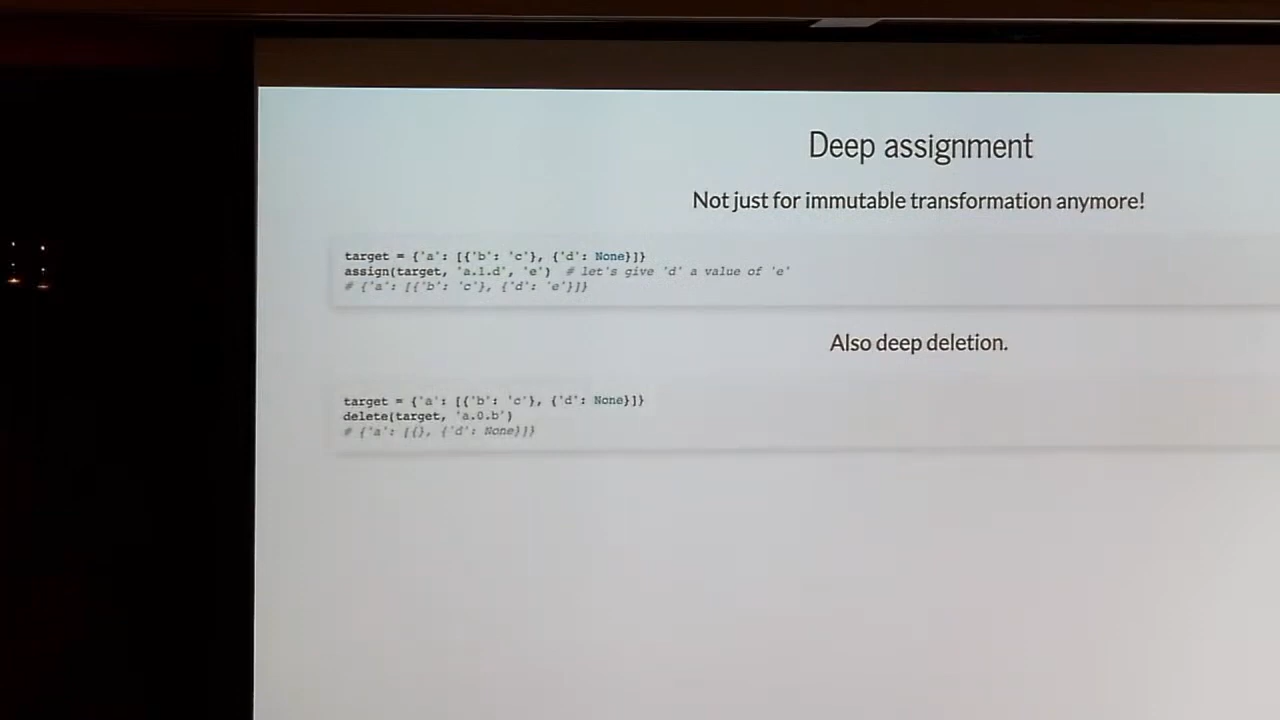 Deep assignment
Not just for immutable transformation anymore!
target = {'a': [{'b': 'c'}, {'d': None}]}
assign(target, 'a.1.d', 'e')  # let's give 'd' a value of 'e'
# {'a': [{'b': 'c'}, {'d': 'e'}]}
Also deep deletion.
target = {'a': [{'b': 'c'}, {'d': None}]}
delete(target, 'a.0.b')
# {'a': [{}, {'d': None}]}